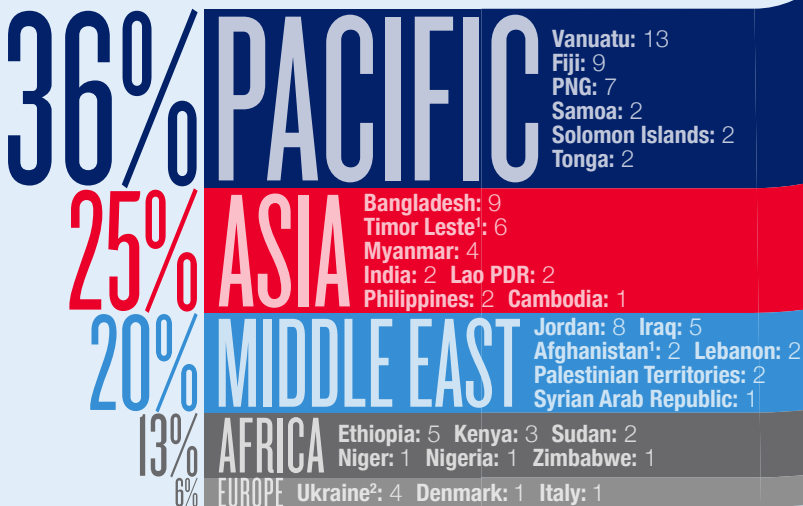 36% PACIFIC
Vanuatu: 13
Fiji: 9
PNG: 7
Samoa: 2
Solomon Islands: 2
Tonga: 2
25% ASIA
Bangladesh: 9
Timor Leste¹: 6
Myanmar: 4
India: 2 Lao PDR: 2
Philippines: 2 Cambodia: 1
20% MIDDLE EAST
Jordan: 8 Iraq: 5
Afghanistan¹: 2 Lebanon: 2
Palestinian Territories: 2
Syrian Arab Republic: 1
13% AFRICA
Ethiopia: 5 Kenya: 3 Sudan: 2
Niger: 1 Nigeria: 1 Zimbabwe: 1
6% EUROPE Ukraine²: 4 Denmark: 1 Italy: 1